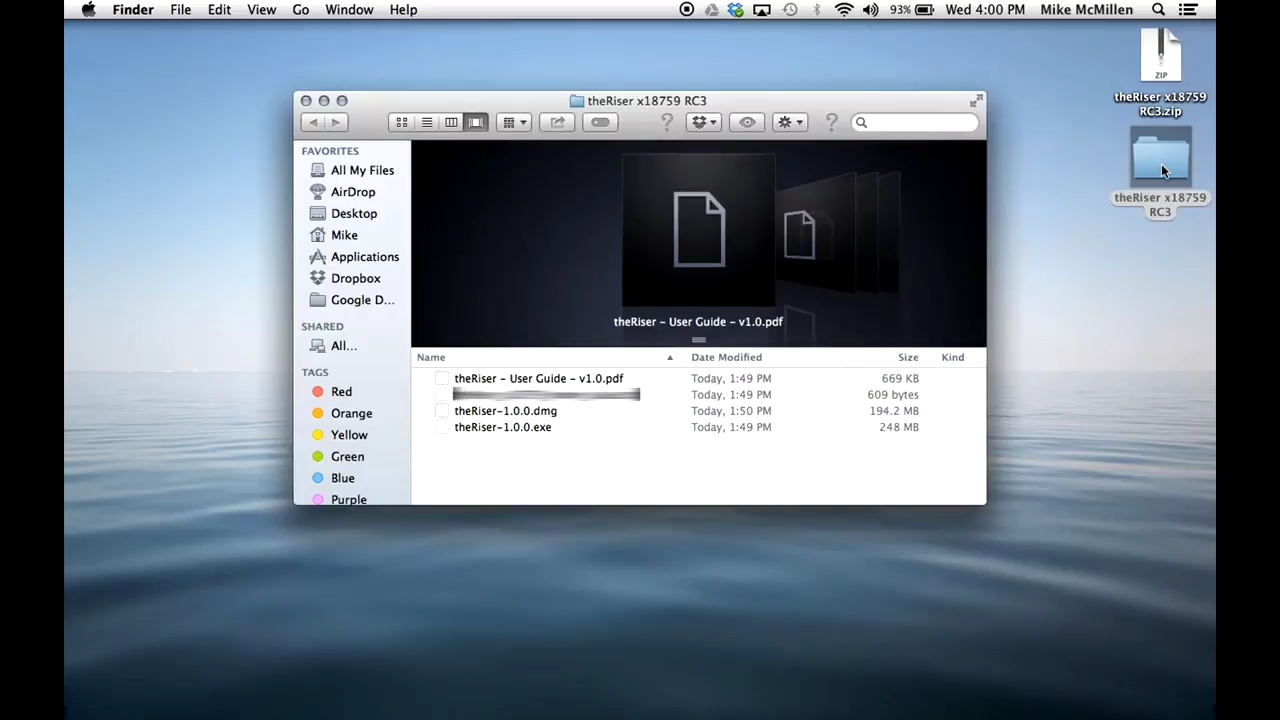 Finder File Edit View Go Window Help 93% Wed 4:00 PM Mike McMillen
ZIP
theRiser x18759
RC3.zip
theRiser x18759
RC3
theRiser x18759 RC3
FAVORITES
All My Files
AirDrop
Desktop
Mike
Applications
Dropbox
Google D...
SHARED
All...
TAGS
Red
Orange
Yellow
Green
Blue
Purple
theRiser – User Guide – v1.0.pdf
Name Date Modified Size Kind
theRiser – User Guide – v1.0.pdf Today, 1:49 PM 669 KB
Today, 1:49 PM 609 bytes
theRiser-1.0.0.dmg Today, 1:50 PM 194.2 MB
theRiser-1.0.0.exe Today, 1:49 PM 248 MB